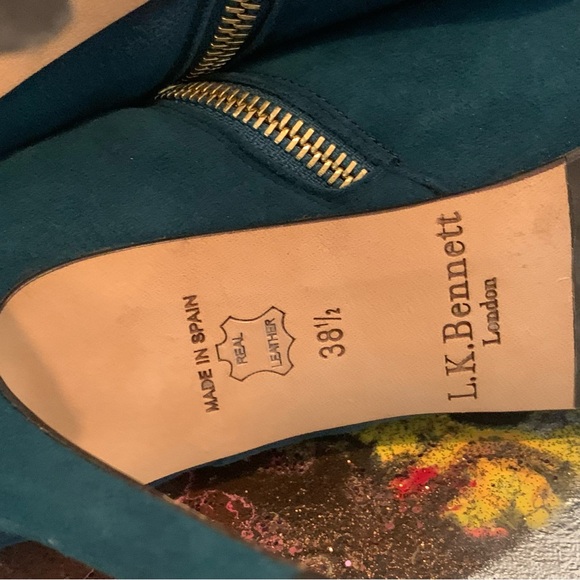 MADE IN SPAIN
REAL
LEATHER
38½
L.K.Bennett
London